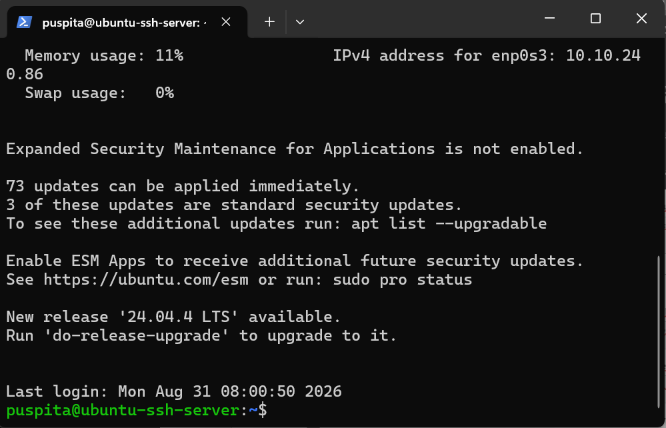 puspita@ubuntu-ssh-server: ~
Memory usage: 11% IPv4 address for enp0s3: 10.10.24
0.86
Swap usage: 0%
Expanded Security Maintenance for Applications is not enabled.
73 updates can be applied immediately.
3 of these updates are standard security updates.
To see these additional updates run: apt list --upgradable
Enable ESM Apps to receive additional future security updates.
See https://ubuntu.com/esm or run: sudo pro status
New release '24.04.4 LTS' available.
Run 'do-release-upgrade' to upgrade to it.
Last login: Mon Aug 31 08:00:50 2026
puspita@ubuntu-ssh-server:~$